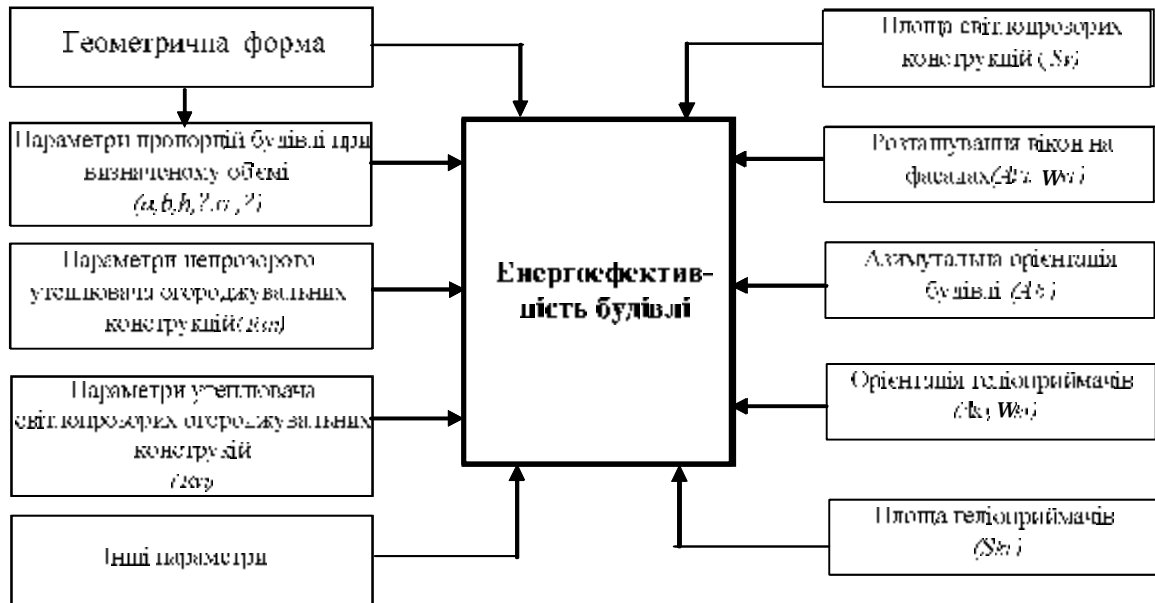 Геометрична форма
Параметри пропорцій будівлі при
визначеному об'ємі
(a,b,h,?
Параметри непрозорого
утеплювача огороджувальних
конструкцій
Параметри утеплювача
світлопрозорих огороджувальних
конструкій
Інші параметри
Енергоефектив-
ність будівлі
Площа світлопрозорих
конструкцій
Розташування вікон на
фасадах
Азимутальна орієнтація
будівлі
Орієнтація геліоприймачів
Площа геліоприймачів